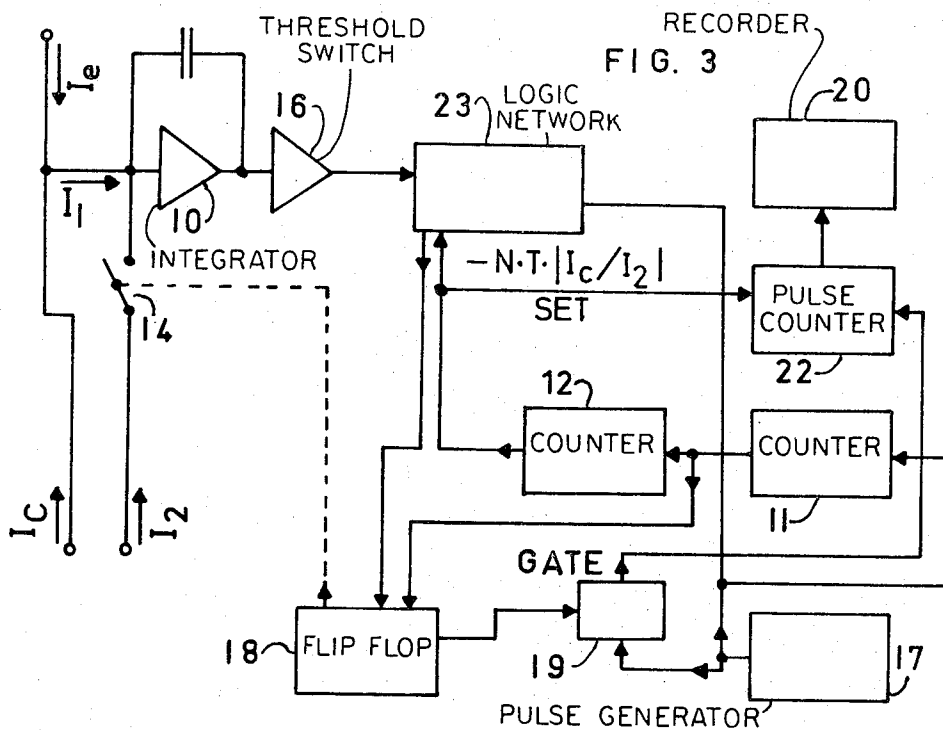 THRESHOLD
SWITCH
RECORDER
FIG. 3
Ie
16
23
LOGIC
NETWORK
20
I1
10
INTEGRATOR
14
-N·T·|Ic/I2|
SET
PULSE
COUNTER
22
12
COUNTER
COUNTER
11
Ic
I2
GATE
18
FLIP FLOP
19
17
PULSE GENERATOR